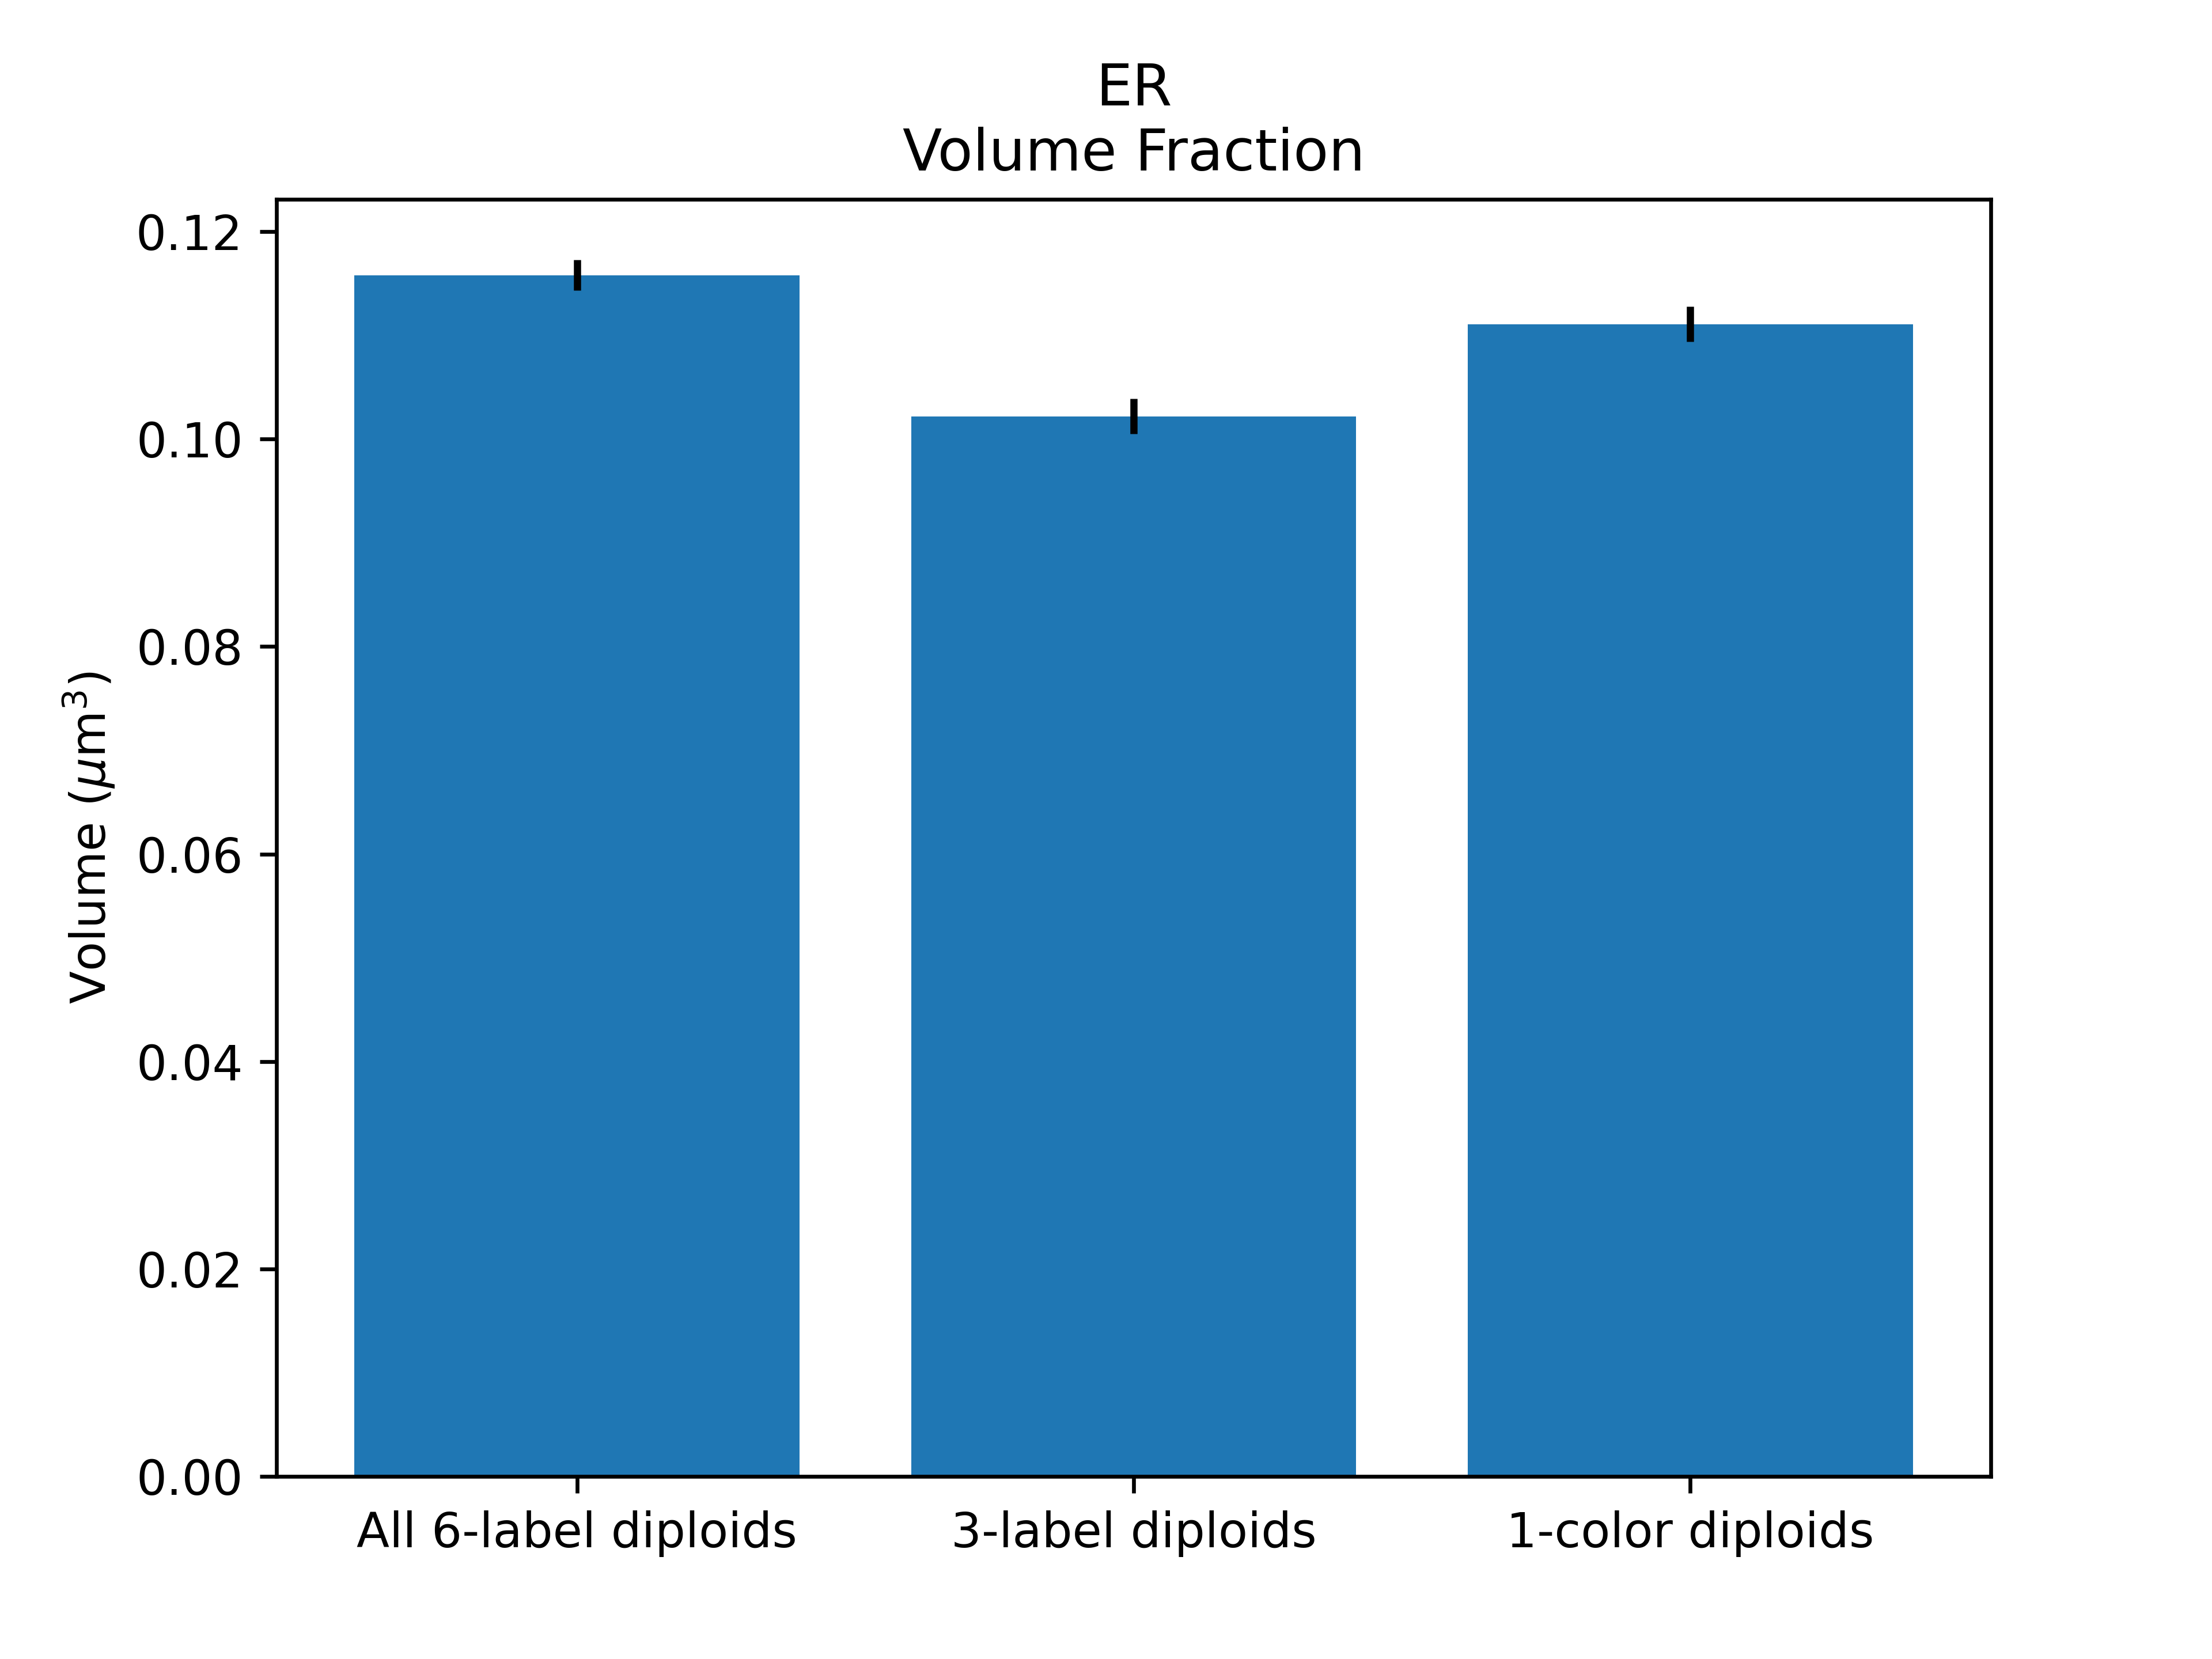 ER
Volume Fraction
Volume (μm³)
0.12
0.10
0.08
0.06
0.04
0.02
0.00
All 6-label diploids
3-label diploids
1-color diploids